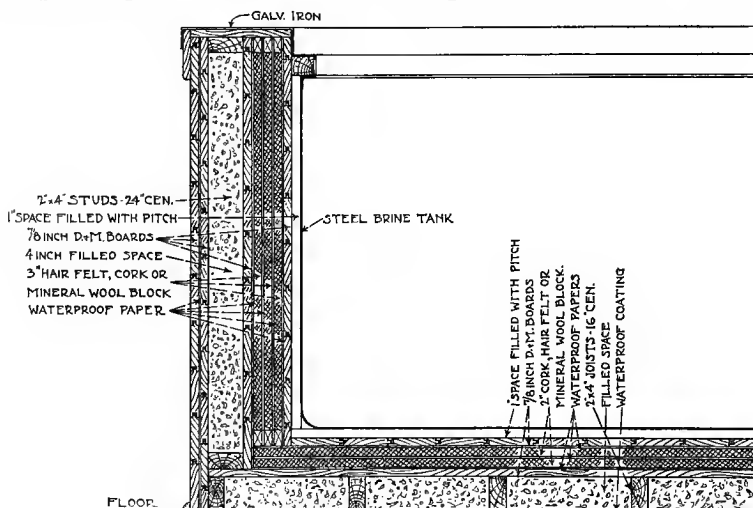 GALV. IRON
2"x4" STUDS-24"CEN.
1"SPACE FILLED WITH PITCH
7/8 INCH D.&M. BOARDS
4 INCH FILLED SPACE
3"HAIR FELT, CORK OR
MINERAL WOOL BLOCK
WATERPROOF PAPER
STEEL BRINE TANK
1"SPACE FILLED WITH PITCH
7/8 INCH D.&M. BOARDS
2"CORK, HAIR FELT OR
MINERAL WOOL BLOCK.
WATERPROOF PAPERS
2"x4" JOISTS-16"CEN.
FILLED SPACE
WATERPROOF COATING
FLOOR